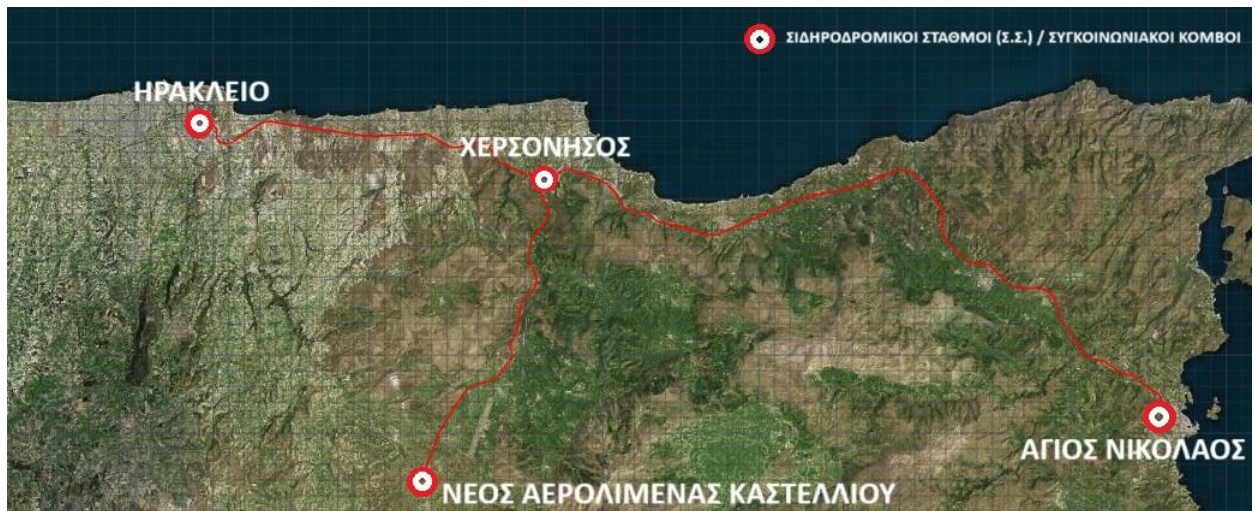 ΣΙΔΗΡΟΔΡΟΜΙΚΟΙ ΣΤΑΘΜΟΙ (Σ.Σ.) / ΣΥΓΚΟΙΝΩΝΙΑΚΟΙ ΚΟΜΒΟΙ
ΗΡΑΚΛΕΙΟ
ΧΕΡΣΟΝΗΣΟΣ
ΑΓΙΟΣ ΝΙΚΟΛΑΟΣ
ΝΕΟΣ ΑΕΡΟΛΙΜΕΝΑΣ ΚΑΣΤΕΛΛΙΟΥ